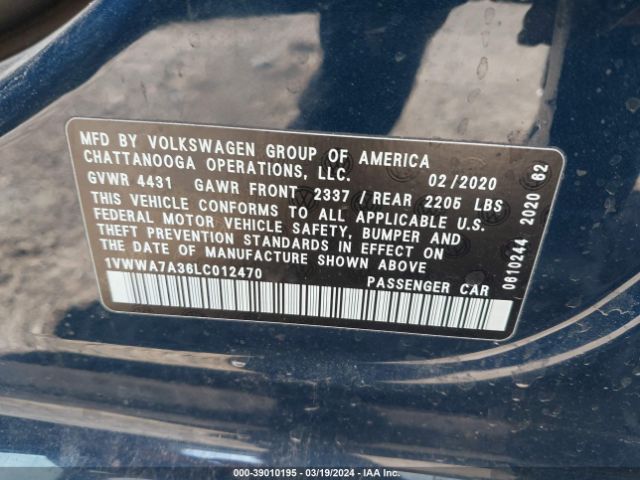 MFD BY VOLKSWAGEN GROUP OF AMERICA
CHATTANOOGA OPERATIONS, LLC. 02/2020
GVWR 4431 GAWR FRONT 2337 / REAR 2205 LBS
THIS VEHICLE CONFORMS TO ALL APPLICABLE U.S.
FEDERAL MOTOR VEHICLE SAFETY, BUMPER AND
THEFT PREVENTION STANDARDS IN EFFECT ON
THE DATE OF MANUFACTURE SHOWN ABOVE
1VWWA7A36LC012470 PASSENGER CAR
0610244 2020 62
000-39010195 - 03/19/2024 - IAA Inc.